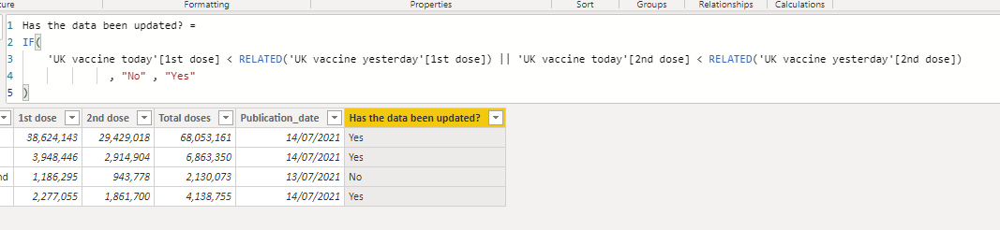 ure Formatting Properties Sort Groups Relationships Calculations
1 Has the data been updated? =
2 IF(
3 'UK vaccine today'[1st dose] < RELATED('UK vaccine yesterday'[1st dose]) || 'UK vaccine today'[2nd dose] < RELATED('UK vaccine yesterday'[2nd dose])
4 , "No" , "Yes"
5 )
1st dose 2nd dose Total doses Publication_date Has the data been updated?
38,624,143 29,429,018 68,053,161 14/07/2021 Yes
3,948,446 2,914,904 6,863,350 14/07/2021 Yes
nd 1,186,295 943,778 2,130,073 13/07/2021 No
2,277,055 1,861,700 4,138,755 14/07/2021 Yes